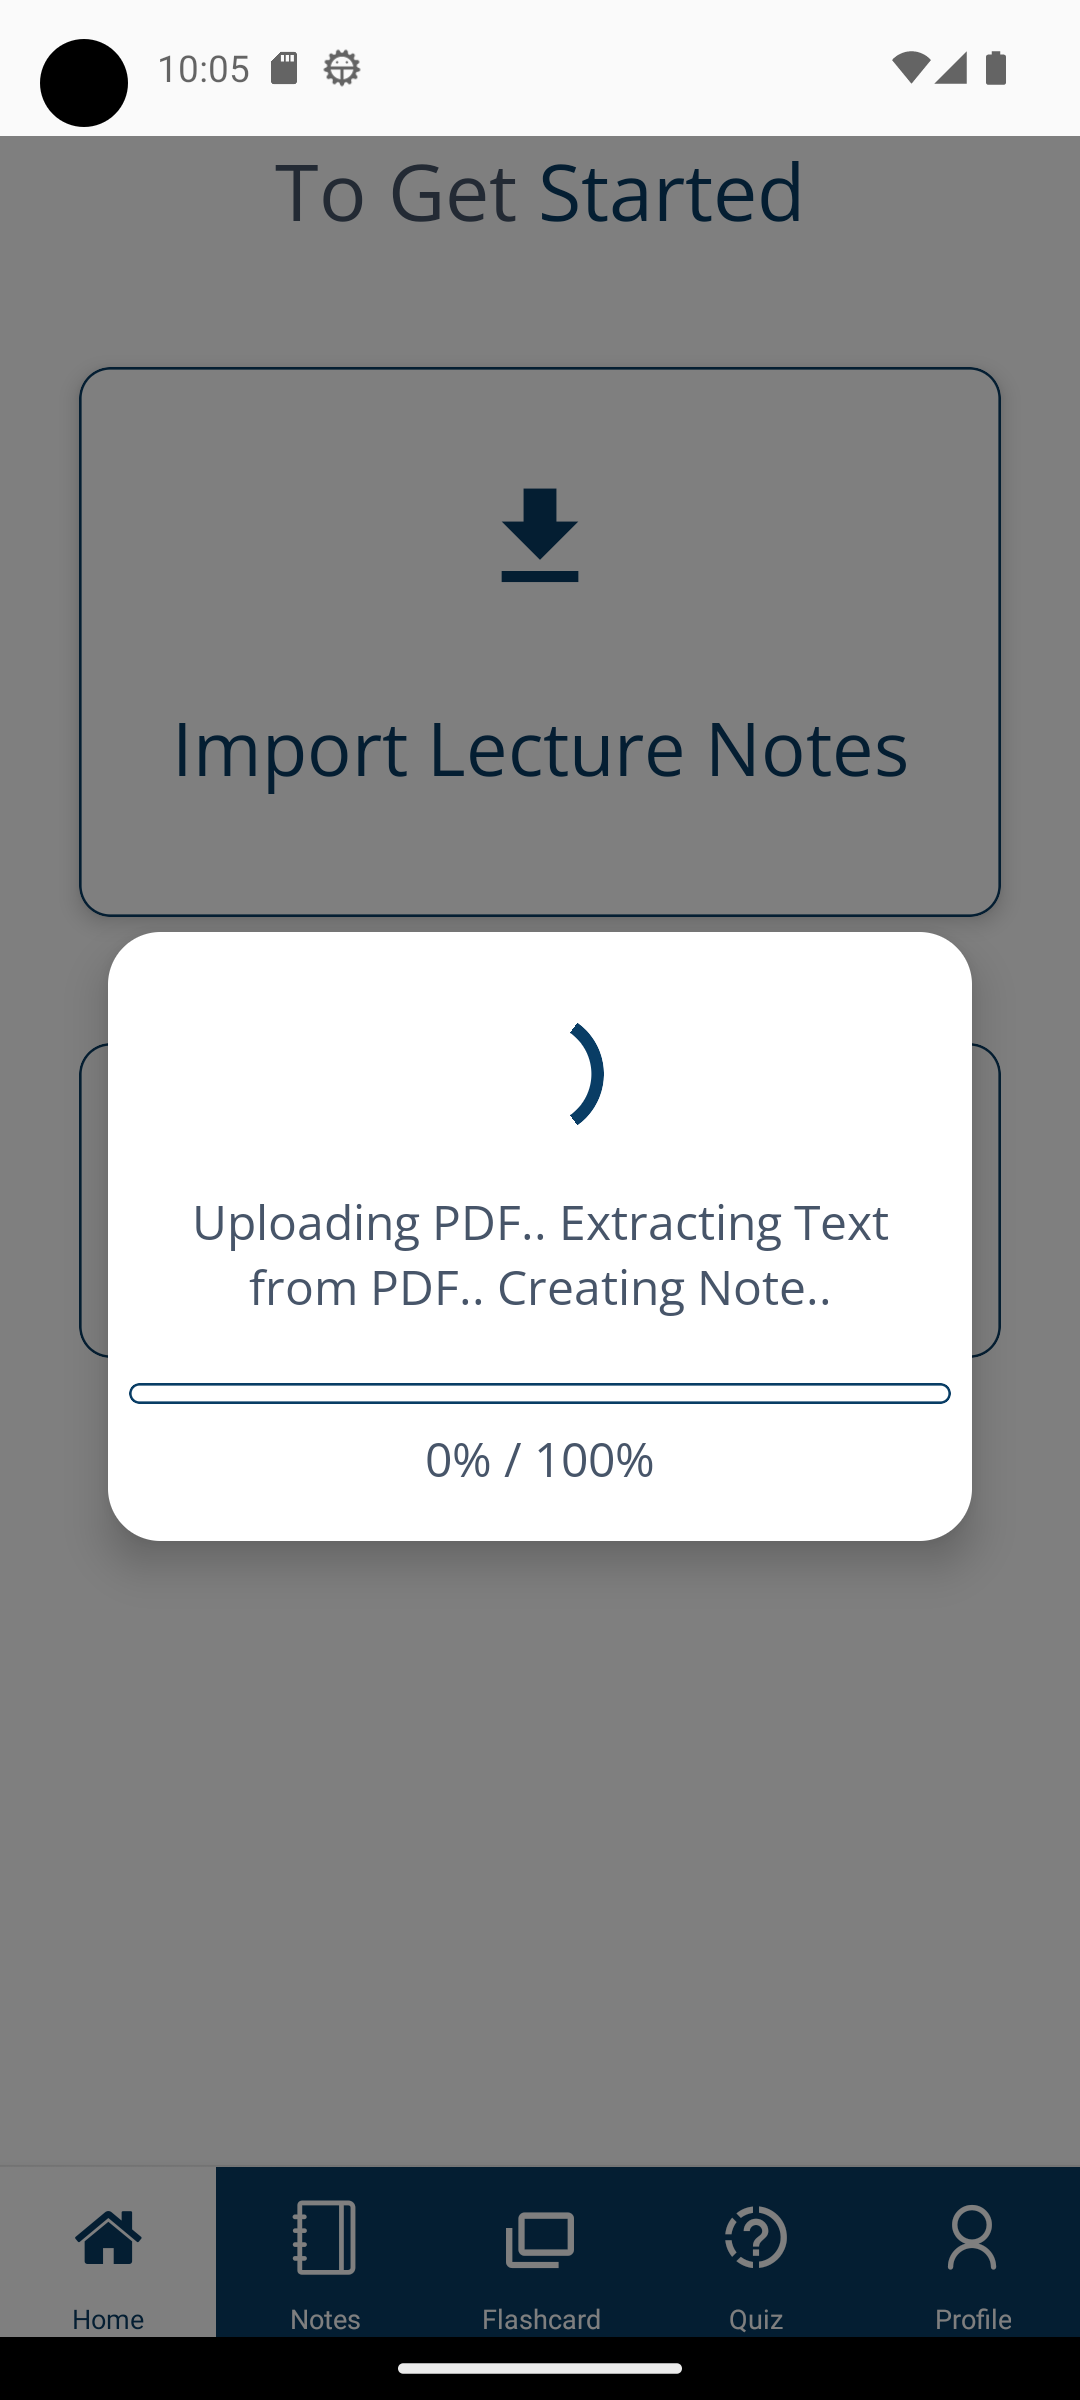 10:05
To Get Started
Import Lecture Notes
Uploading PDF.. Extracting Text
from PDF.. Creating Note..
0% / 100%
Home
Notes
Flashcard
Quiz
Profile